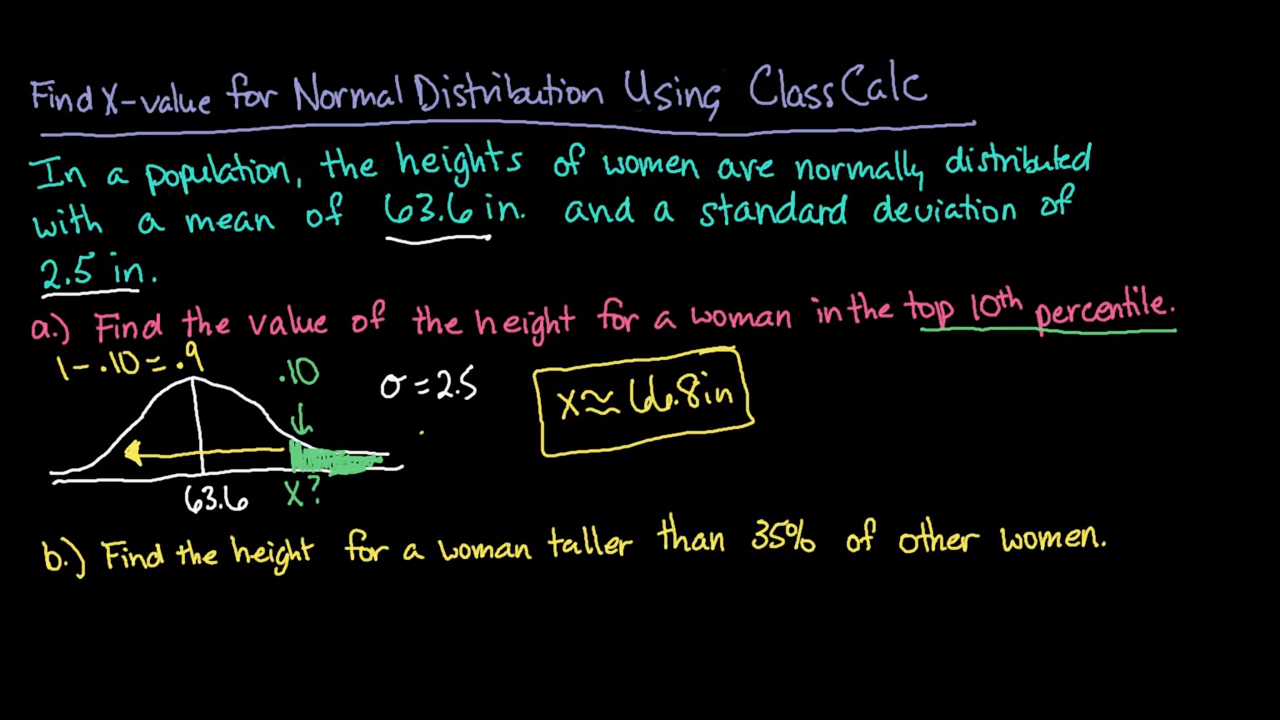 Find X-value for Normal Distribution Using ClassCalc
In a population, the heights of women are normally distributed
with a mean of 63.6 in. and a standard deviation of
2.5 in.
a.) Find the value of the height for a woman in the top 10th percentile.
1 - .10 = .9
.10
σ = 2.5
x ≈ 66.8in
63.6
X?
b.) Find the height for a woman taller than 35% of other women.